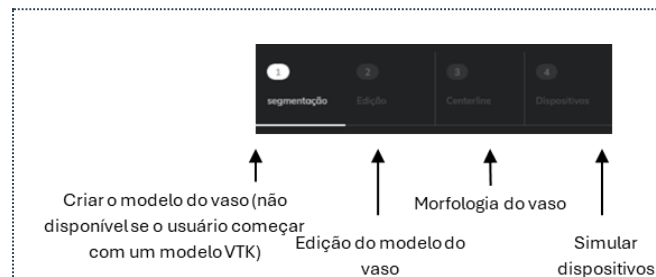 1 2 3 4
segmentação Edição Centerline Dispositivos
Criar o modelo do vaso (não
disponível se o usuário começar
com um modelo VTK)
Edição do modelo do
vaso
Morfologia do vaso
Simular
dispositivos